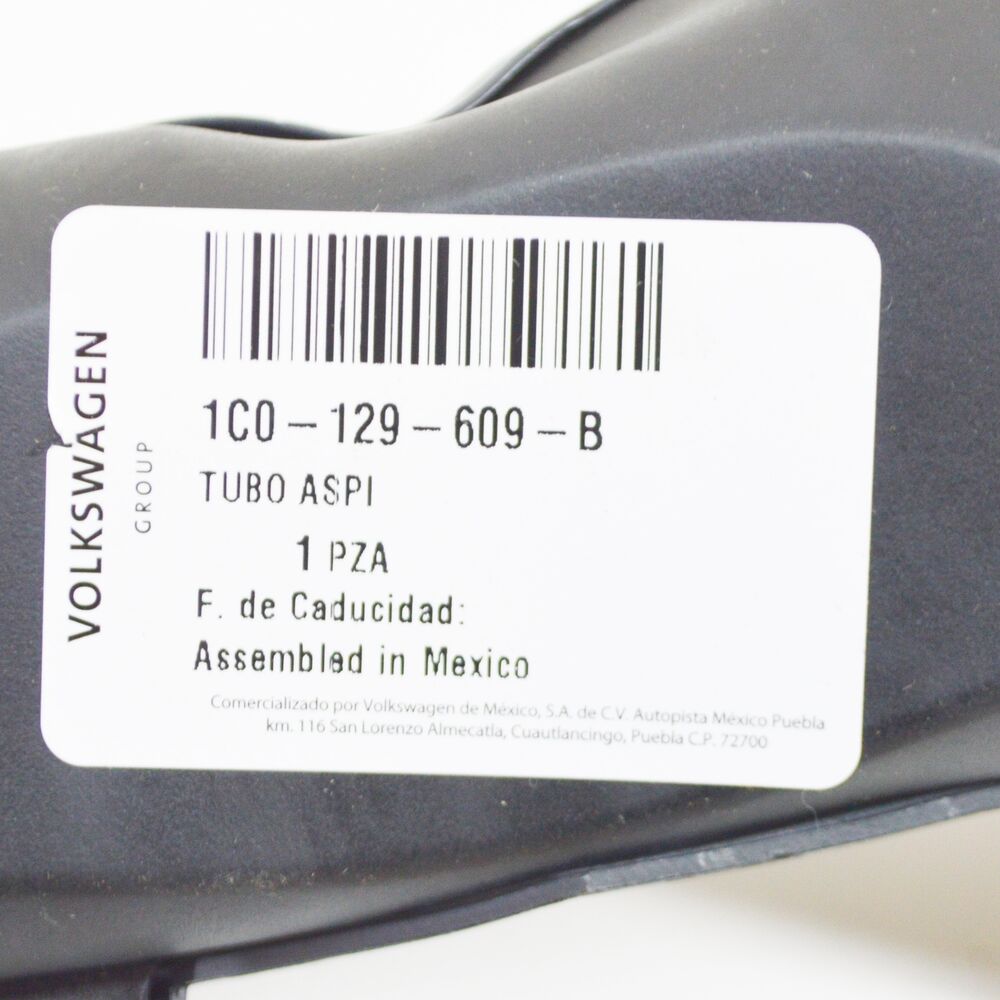 VOLKSWAGEN
GROUP
1C0-129-609-B
TUBO ASPI
1 PZA
F. de Caducidad:
Assembled in Mexico
Comercializado por Volkswagen de México, S.A. de C.V. Autopista México Puebla
km. 116 San Lorenzo Almecatla, Cuautlancingo, Puebla C.P. 72700